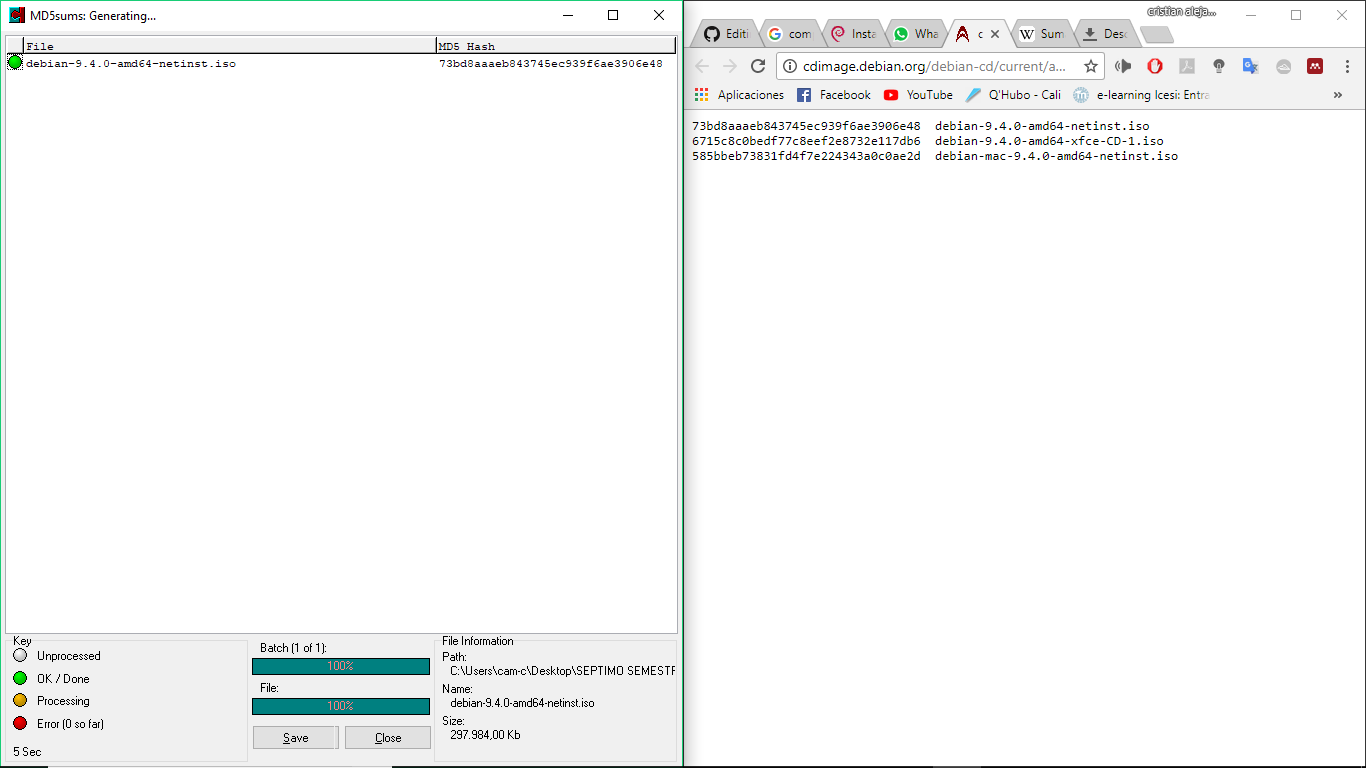 MD5sums: Generating...
File MD5 Hash
debian-9.4.0-amd64-netinst.iso 73bd8aaaeb843745ec939f6ae3906e48
Key
Unprocessed
OK / Done
Processing
Error (0 so far)
5 Sec
Batch (1 of 1):
100%
File:
100%
Save Close
File Information
Path:
C:\Users\cam-c\Desktop\SEPTIMO SEMESTR
Name:
debian-9.4.0-amd64-netinst.iso
Size:
297.984,00 Kb
cristian aleja...
Editi com Insta Wha c Sum Desc
cdimage.debian.org/debian-cd/current/a...
Aplicaciones Facebook YouTube Q'Hubo - Cali e-learning Icesi: Entra »
73bd8aaaeb843745ec939f6ae3906e48 debian-9.4.0-amd64-netinst.iso
6715c8c0bedf77c8eef2e8732e117db6 debian-9.4.0-amd64-xfce-CD-1.iso
585bbeb73831fd4f7e224343a0c0ae2d debian-mac-9.4.0-amd64-netinst.iso